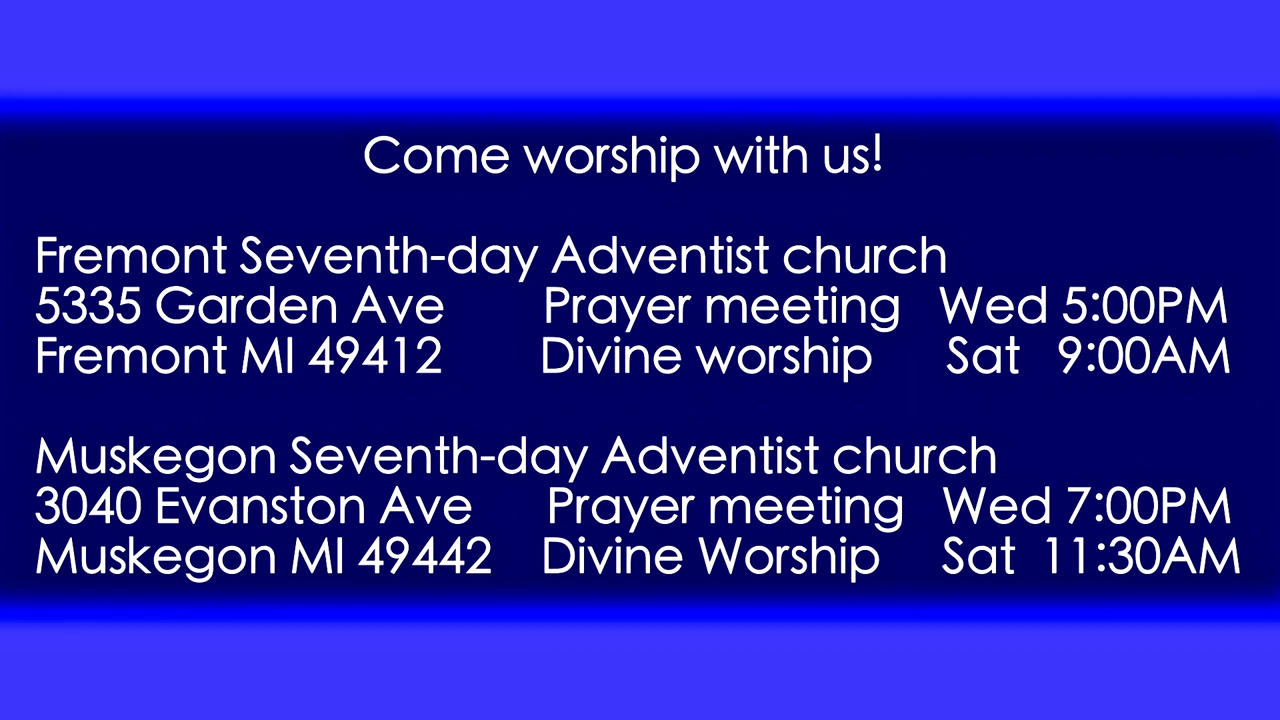 Come worship with us!
Fremont Seventh-day Adventist church
5335 Garden Ave Prayer meeting Wed 5:00PM
Fremont MI 49412 Divine worship Sat 9:00AM
Muskegon Seventh-day Adventist church
3040 Evanston Ave Prayer meeting Wed 7:00PM
Muskegon MI 49442 Divine Worship Sat 11:30AM